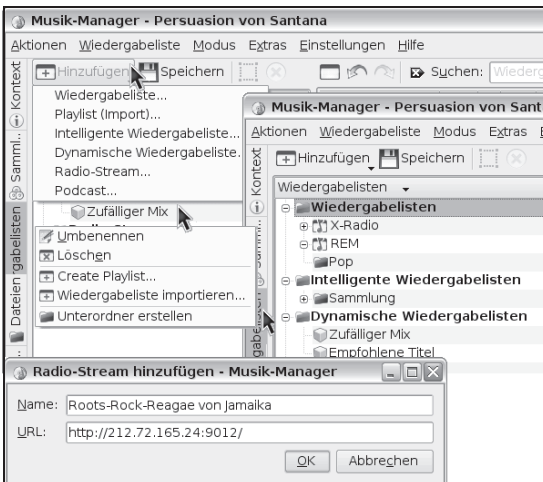 Musik-Manager - Persuasion von Santana
Aktionen Wiedergabeliste Modus Extras Einstellungen Hilfe
Kontext
Hinzufügen Speichern Suchen: Wiederg
Wiedergabeliste...
Playlist (Import)...
Intelligente Wiedergabeliste...
Dynamische Wiedergabeliste.
Radio-Stream...
Podcast...
Samml...
Zufälliger Mix
gabelisten
Umbenennen
Löschen
Create Playlist...
Wiedergabeliste importieren...
Unterordner erstellen
Dateien
Musik-Manager - Persuasion von Sant
Aktionen Wiedergabeliste Modus Extras
Kontext
Hinzufügen Speichern
Wiedergabelisten
Wiedergabelisten
X-Radio
REM
Pop
Intelligente Wiedergabelisten
Sammlung
Dynamische Wiedergabelisten
Zufälliger Mix
Empfohlene Titel
Radio-Stream hinzufügen - Musik-Manager
Name: Roots-Rock-Reagae von Jamaika
URL: http://212.72.165.24:9012/
OK Abbrechen